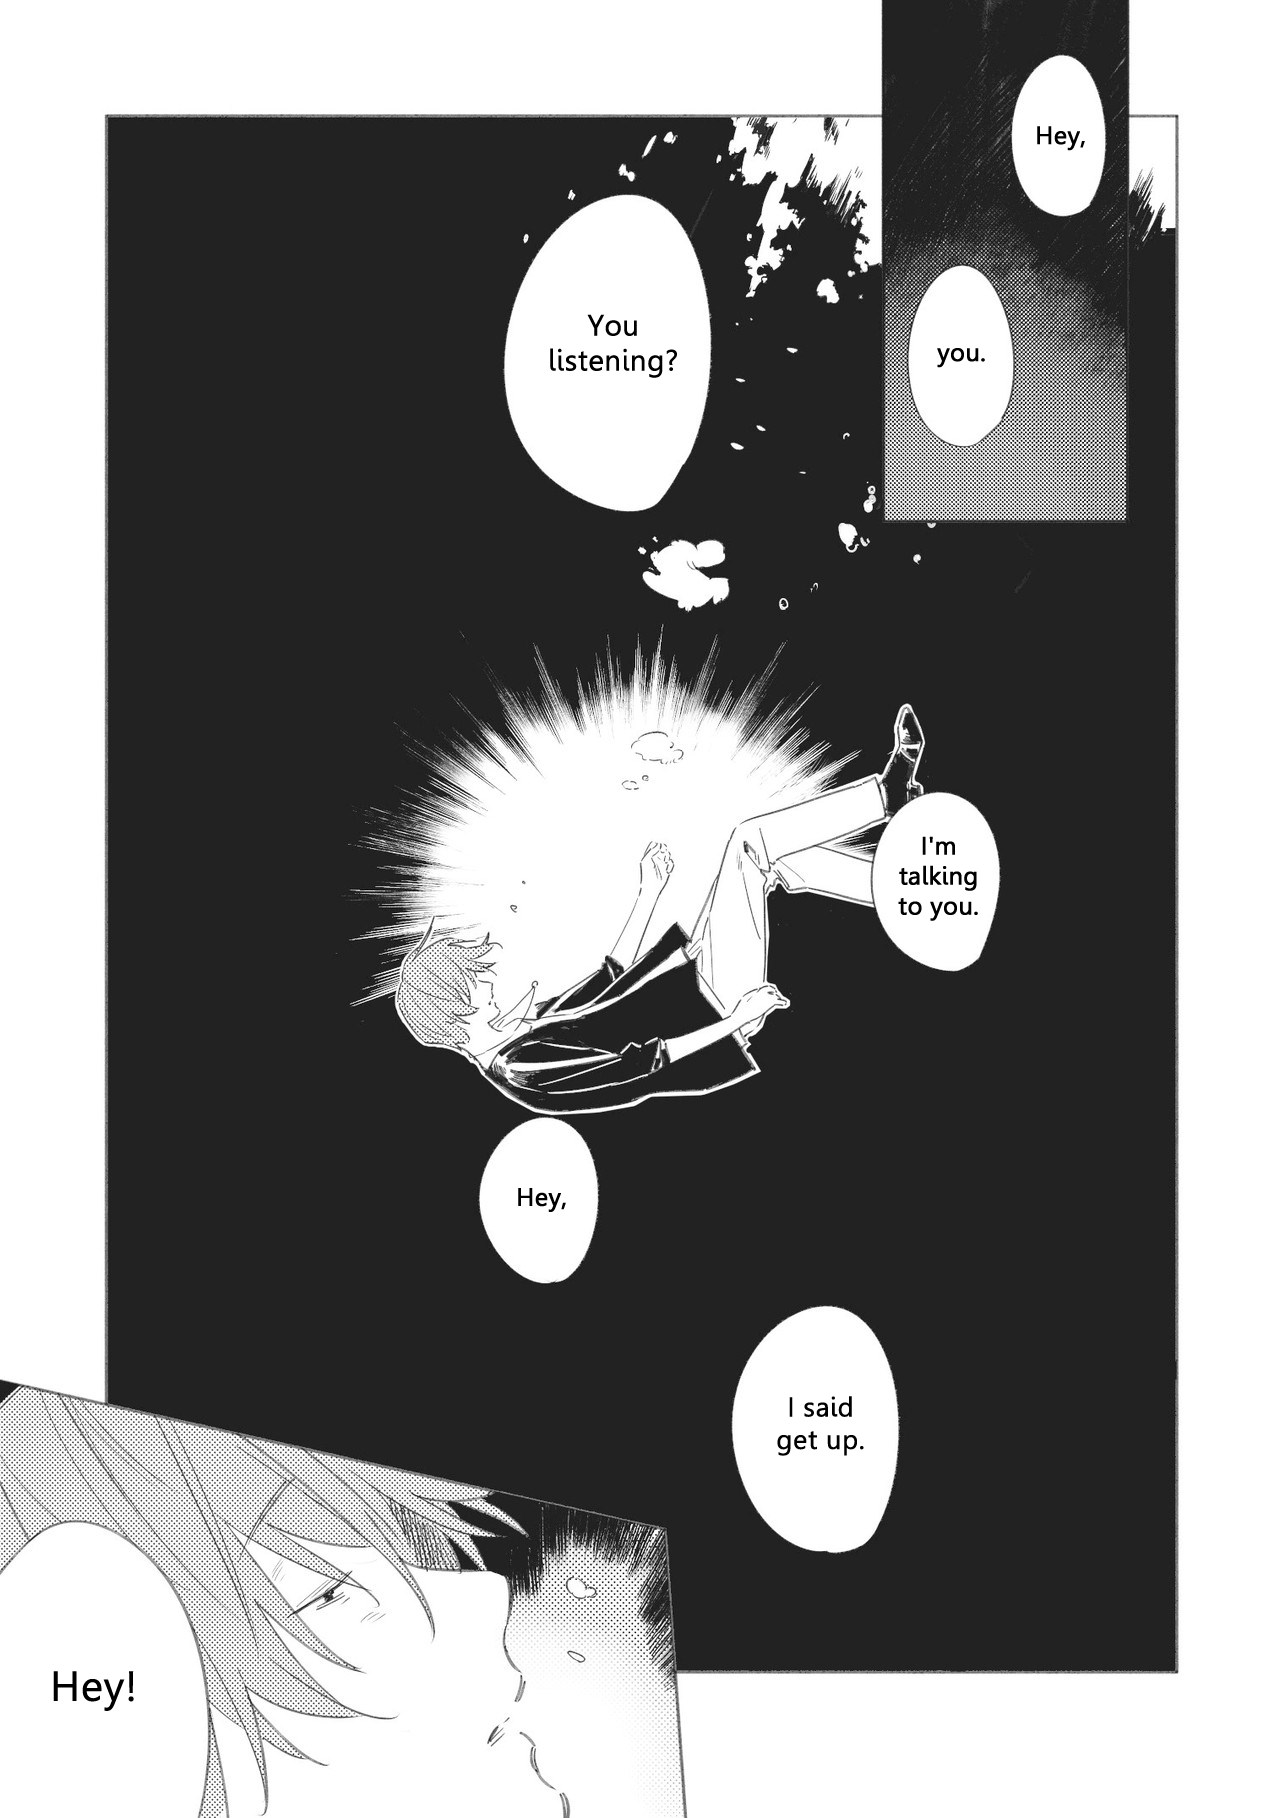 Hey,
you.
You
listening?
I'm
talking
to you.
Hey,
I said
get up.
Hey!